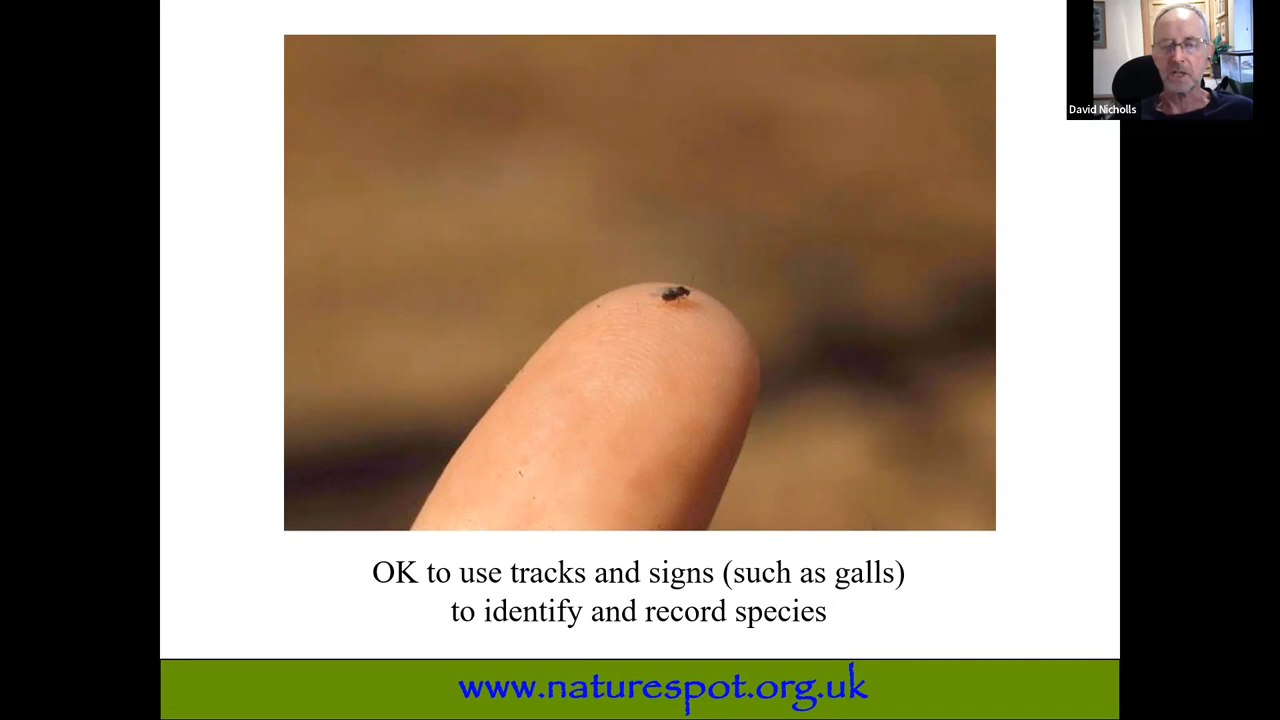 David Nicholls
OK to use tracks and signs (such as galls)
to identify and record species
www.naturespot.org.uk